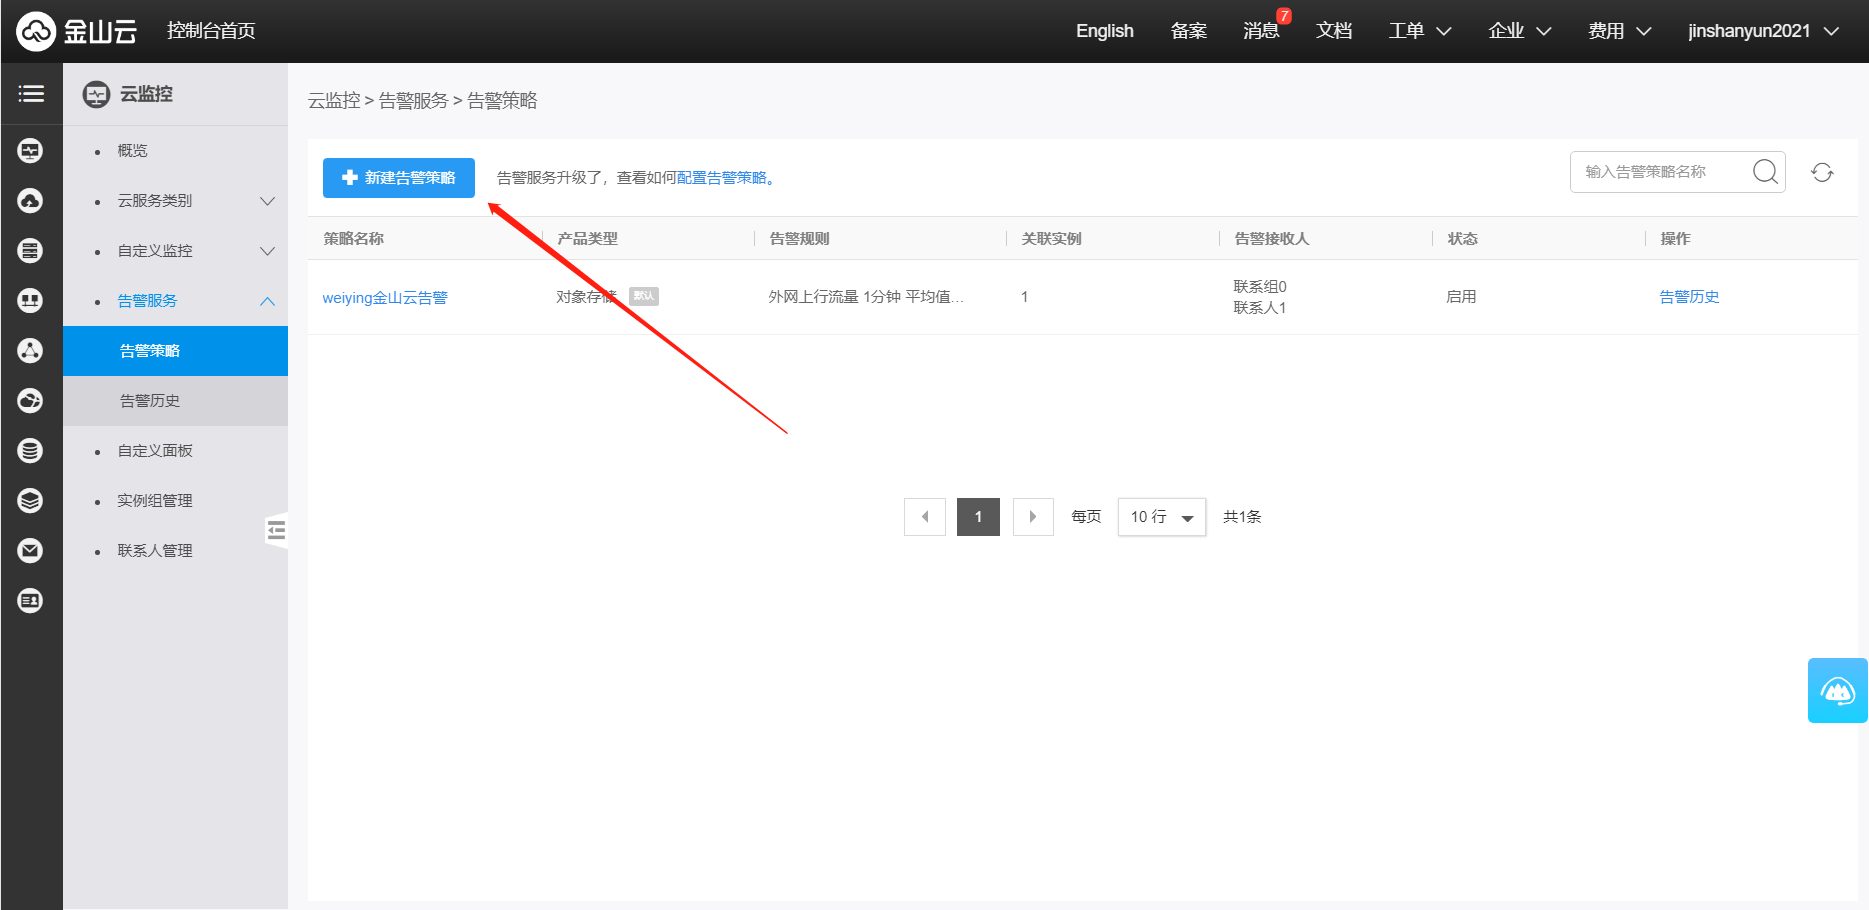 金山云 控制台首页 English 备案 消息 7 文档 工单 企业 费用 jinshanyun2021
云监控
概览
云服务类别
自定义监控
告警服务
告警策略
告警历史
自定义面板
实例组管理
联系人管理
云监控 > 告警服务 > 告警策略
新建告警策略 告警服务升级了，查看如何配置告警策略。 输入告警策略名称
策略名称 产品类型 告警规则 关联实例 告警接收人 状态 操作
weiying金山云告警 对象存储 默认 外网上行流量 1分钟 平均值... 1 联系组0 启用 告警历史
联系人1
1 每页 10 行 共1条